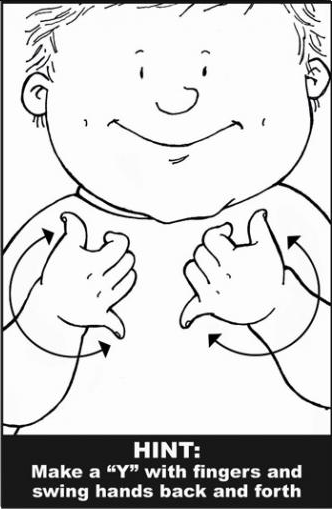 HINT:
Make a “Y” with fingers and
swing hands back and forth